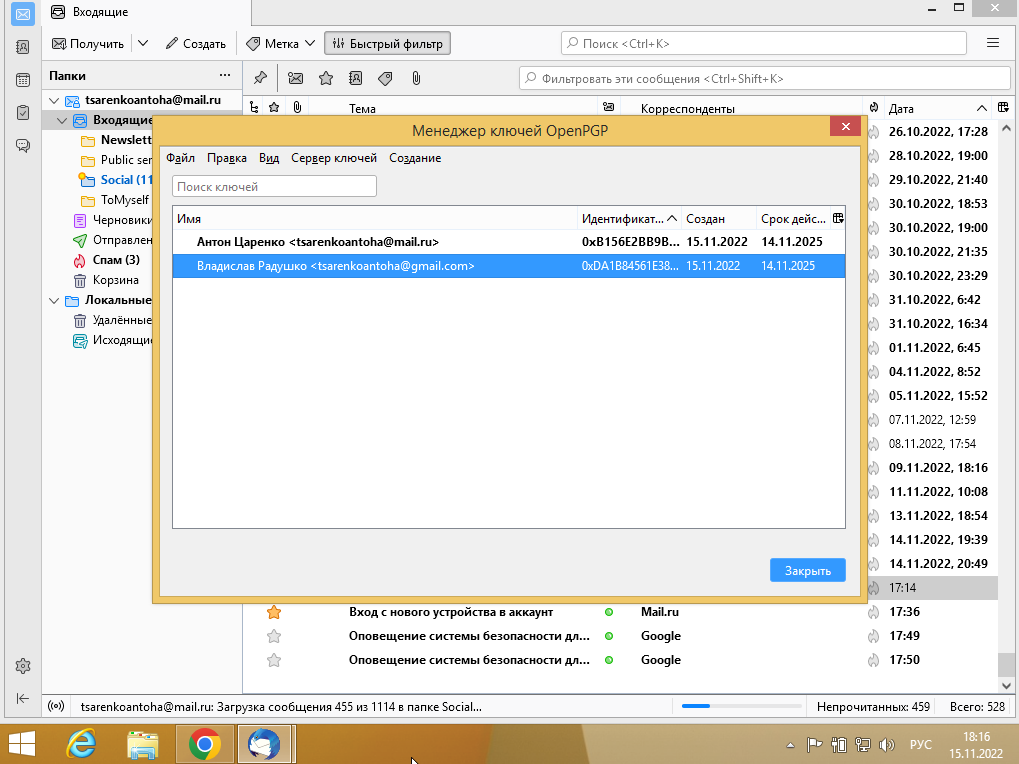 Входящие
Получить
Создать
Метка
Быстрый фильтр
Поиск <Ctrl+K>
Папки
...
Фильтровать эти сообщения <Ctrl+Shift+K>
tsarenkoantoha@mail.ru
Тема
Корреспонденты
Дата
Входящие
Newslett
Public ser
Social (11
ToMyself
Черновики
Отправлен
Спам (3)
Корзина
Локальные
Удалённые
Исходящие
Менеджер ключей OpenPGP
Файл Правка Вид Сервер ключей Создание
Поиск ключей
Имя Идентификат... Создан Срок дейс...
Антон Царенко <tsarenkoantoha@mail.ru> 0xB156E2BB9B... 15.11.2022 14.11.2025
Владислав Радушко <tsarenkoantoha@gmail.com> 0xDA1B84561E38... 15.11.2022 14.11.2025
Закрыть
26.10.2022, 17:28
28.10.2022, 19:00
29.10.2022, 21:40
30.10.2022, 18:53
30.10.2022, 19:00
30.10.2022, 21:35
30.10.2022, 23:29
31.10.2022, 6:42
31.10.2022, 16:34
01.11.2022, 6:45
04.11.2022, 8:52
05.11.2022, 15:52
07.11.2022, 12:59
08.11.2022, 17:54
09.11.2022, 18:16
11.11.2022, 10:08
13.11.2022, 18:54
14.11.2022, 19:39
14.11.2022, 20:49
17:14
Вход с нового устройства в аккаунт Mail.ru 17:36
Оповещение системы безопасности дл... Google 17:49
Оповещение системы безопасности дл... Google 17:50
tsarenkoantoha@mail.ru: Загрузка сообщения 455 из 1114 в папке Social...
Непрочитанных: 459
Всего: 528
РУС
18:16
15.11.2022